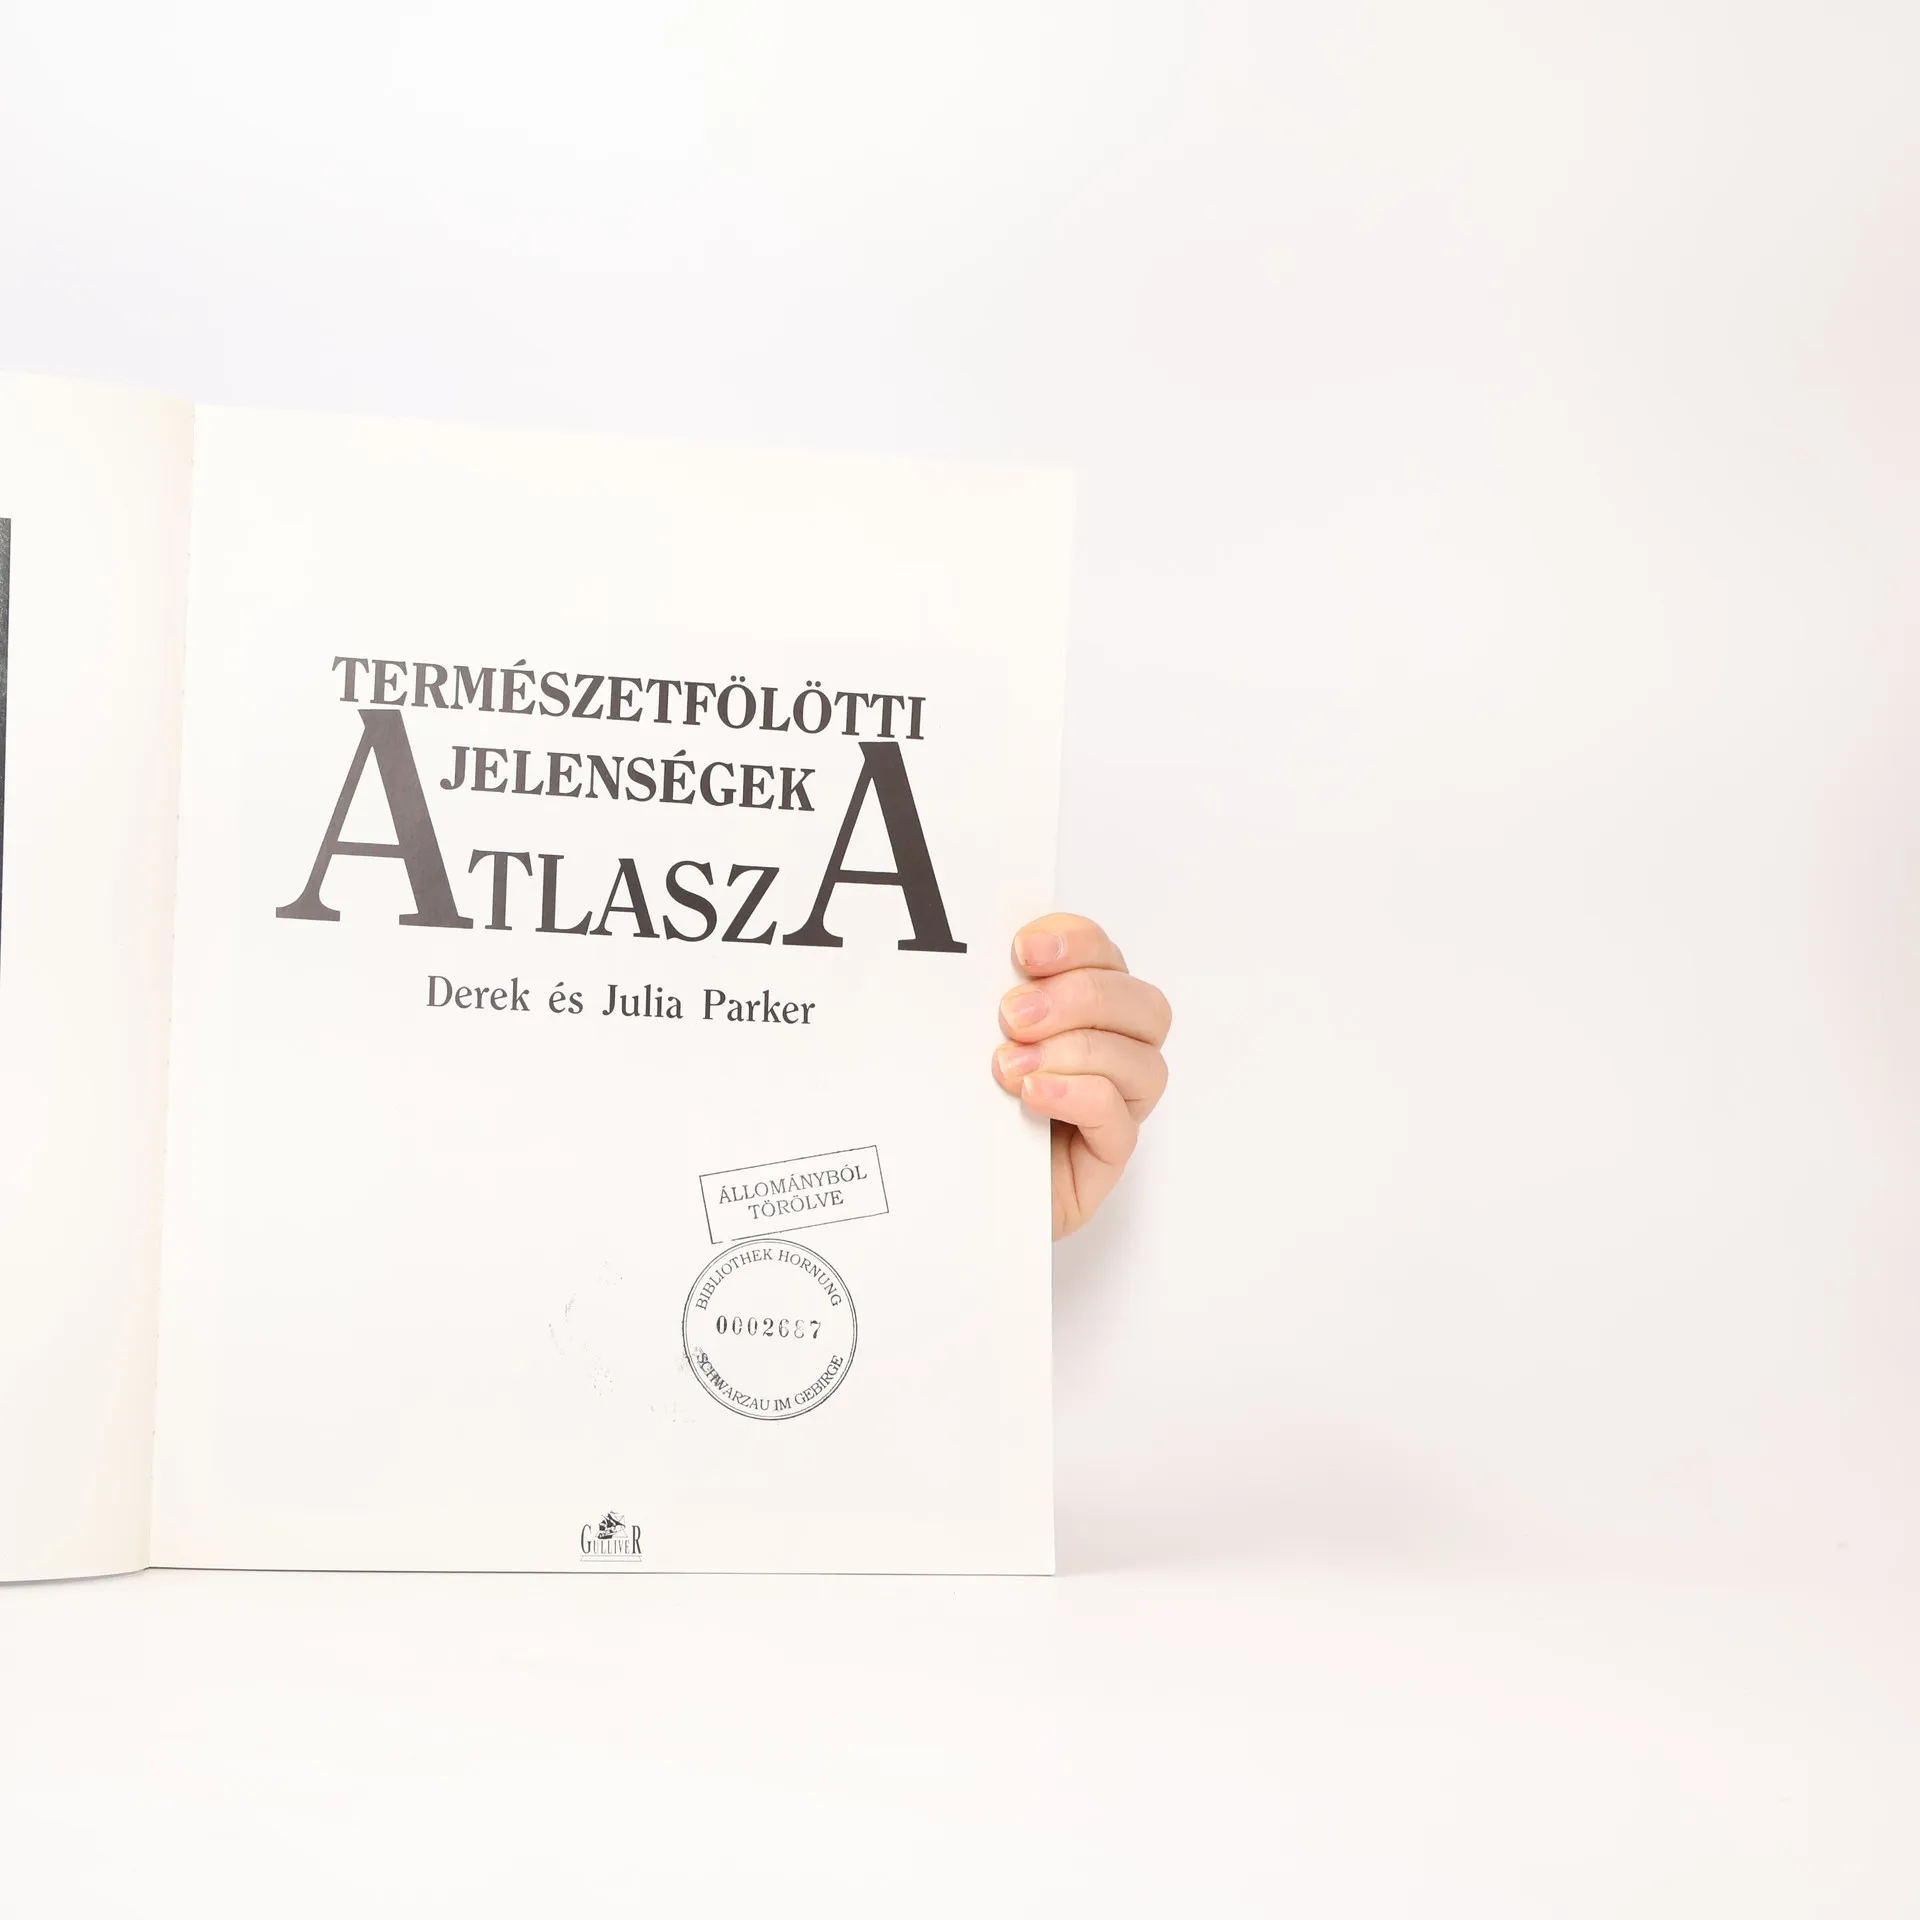 TERMÉSZETFÖLÖTTI
JELENSÉGEK
ATLASZA
Derek és Julia Parker
ÁLLOMÁNYBÓL
TÖRÖLVE
BIBLIOTHEK HORNUNG
0002687
SCHWARZAU IM GEBIRGE
GULLIVER